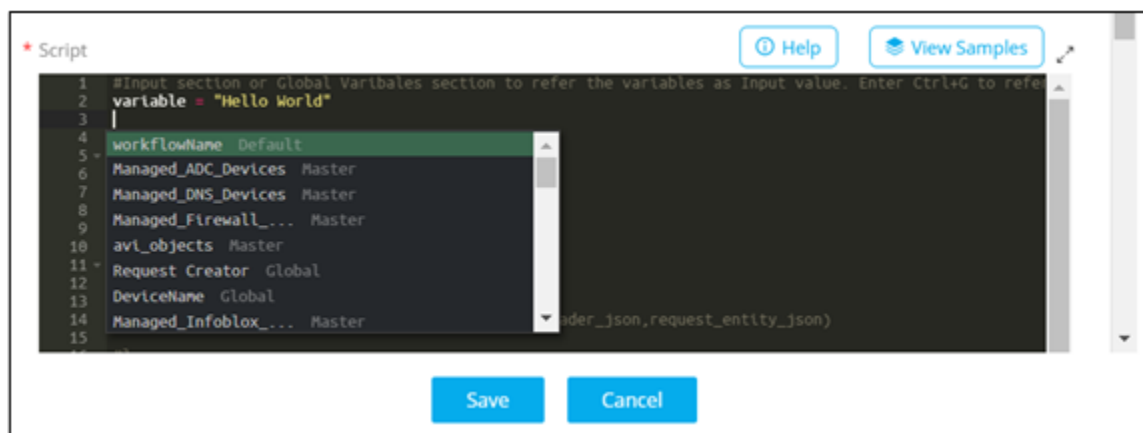 * Script
Help
View Samples
1 #Input section or Global Varibales section to refer the variables as Input value. Enter Ctrl+G to refe
2 variable = "Hello World"
3
4
5
6
7
8
9
10
11
12
13
14 ader_json,request_entity_json)
15
workflowName Default
Managed_ADC_Devices Master
Managed_DNS_Devices Master
Managed_Firewall_... Master
avi_objects Master
Request Creator Global
DeviceName Global
Managed_Infoblox_... Master
Save
Cancel